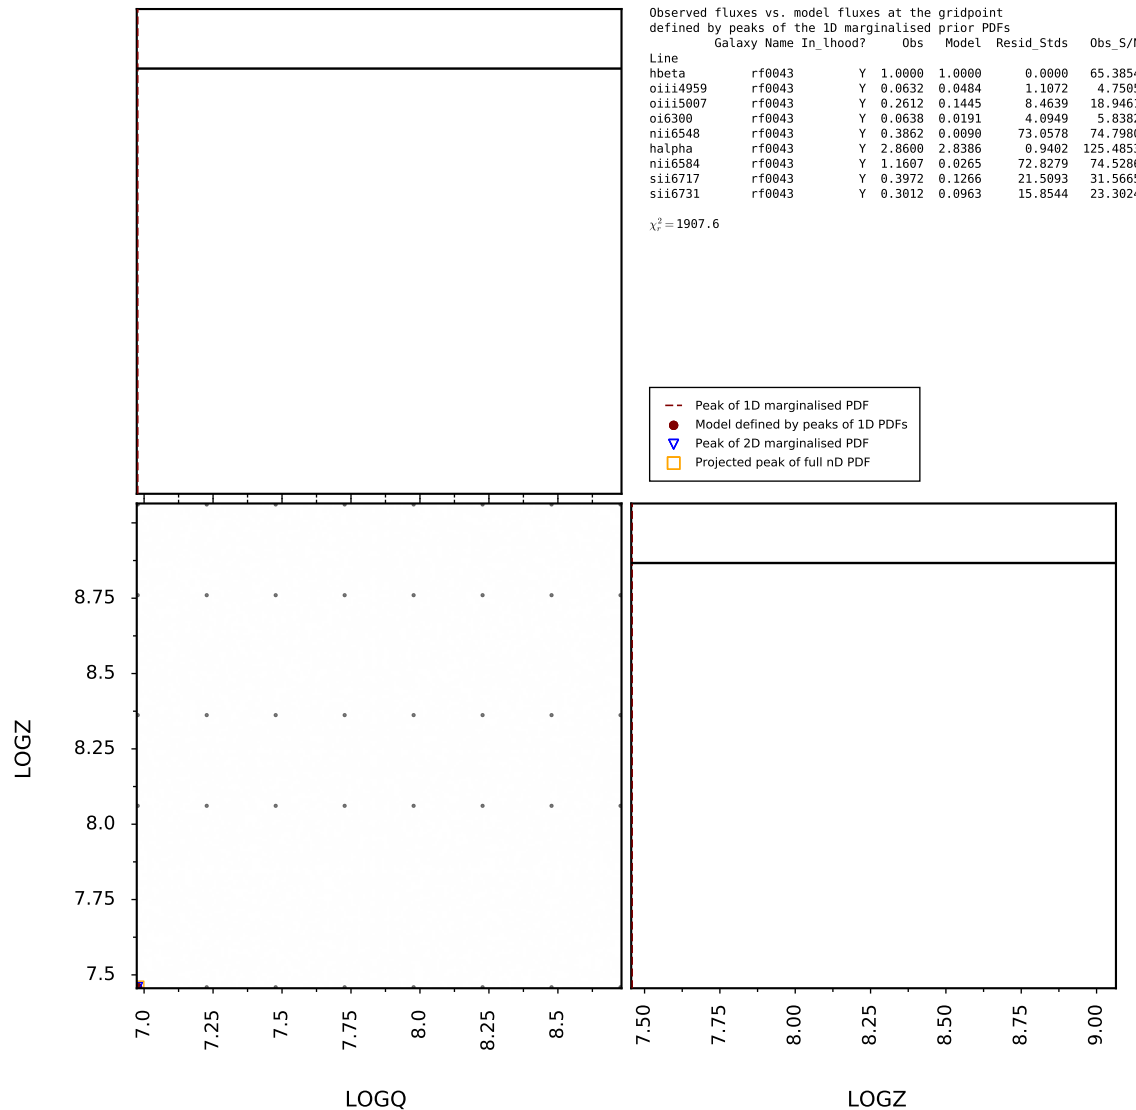 Observed fluxes vs. model fluxes at the gridpoint
defined by peaks of the 1D marginalised prior PDFs
Galaxy Name In_lhood? Obs Model Resid_Stds Obs_S/N
Line
hbeta rf0043 Y 1.0000 1.0000 0.0000 65.3854
oiii4959 rf0043 Y 0.0632 0.0484 1.1072 4.7505
oiii5007 rf0043 Y 0.2612 0.1445 8.4639 18.9461
oi6300 rf0043 Y 0.0638 0.0191 4.0949 5.8382
nii6548 rf0043 Y 0.3862 0.0090 73.0578 74.7980
halpha rf0043 Y 2.8600 2.8386 0.9402 125.4853
nii6584 rf0043 Y 1.1607 0.0265 72.8279 74.5286
sii6717 rf0043 Y 0.3972 0.1266 21.5093 31.5665
sii6731 rf0043 Y 0.3012 0.0963 15.8544 23.3024
χ²ᵣ = 1907.6
Peak of 1D marginalised PDF
Model defined by peaks of 1D PDFs
Peak of 2D marginalised PDF
Projected peak of full nD PDF
8.75
8.5
8.25
8.0
7.75
7.5
LOGZ
7.0 7.25 7.5 7.75 8.0 8.25 8.5
LOGQ
7.50 7.75 8.00 8.25 8.50 8.75 9.00
LOGZ